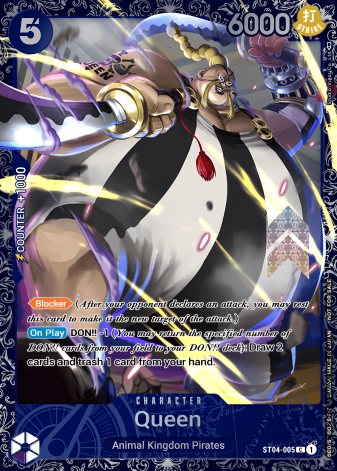 5
6000
打
STRIKE
QUEEN
COUNTER +1000
Blocker (After your opponent declares an attack, you may rest
this card to make it the new target of the attack.)
On Play DON!! -1 (You may return the specified number of
DON!! cards from your field to your DON!! deck): Draw 2
cards and trash 1 card from your hand.
CHARACTER
Queen
Animal Kingdom Pirates
ST04-005 C 1